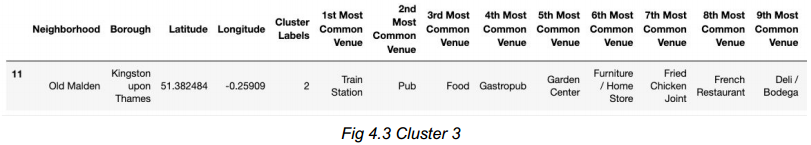 Neighborhood Borough Latitude Longitude Cluster Labels 1st Most Common Venue 2nd Most Common Venue 3rd Most Common Venue 4th Most Common Venue 5th Most Common Venue 6th Most Common Venue 7th Most Common Venue 8th Most Common Venue 9th Most Common Venue
11 Old Malden Kingston upon Thames 51.382484 -0.25909 2 Train Station Pub Food Gastropub Garden Center Furniture / Home Store Fried Chicken Joint French Restaurant Deli / Bodega
Fig 4.3 Cluster 3